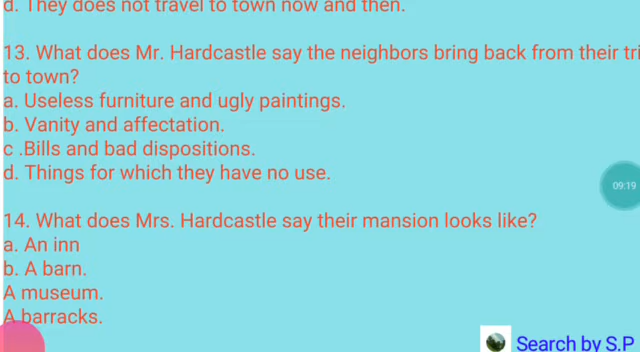 d. They does not travel to town now and then.
13. What does Mr. Hardcastle say the neighbors bring back from their tri
to town?
a. Useless furniture and ugly paintings.
b. Vanity and affectation.
c .Bills and bad dispositions.
d. Things for which they have no use.
09:19
14. What does Mrs. Hardcastle say their mansion looks like?
a. An inn
b. A barn.
A museum.
A barracks.
Search by S.P